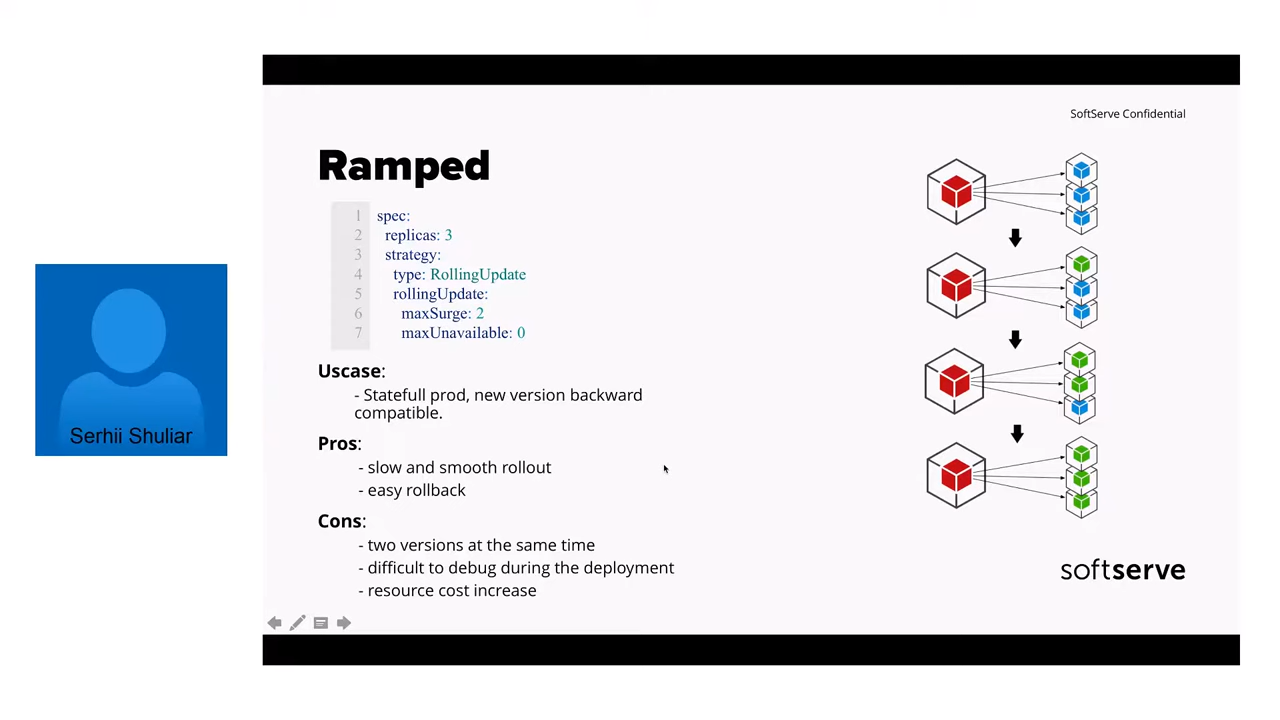 SoftServe Confidential
Ramped
1 spec:
2 replicas: 3
3 strategy:
4 type: RollingUpdate
5 rollingUpdate:
6 maxSurge: 2
7 maxUnavailable: 0
Uscase:
- Statefull prod, new version backward
compatible.
Pros:
- slow and smooth rollout
- easy rollback
Cons:
- two versions at the same time
- difficult to debug during the deployment
- resource cost increase
softserve
Serhii Shuliar